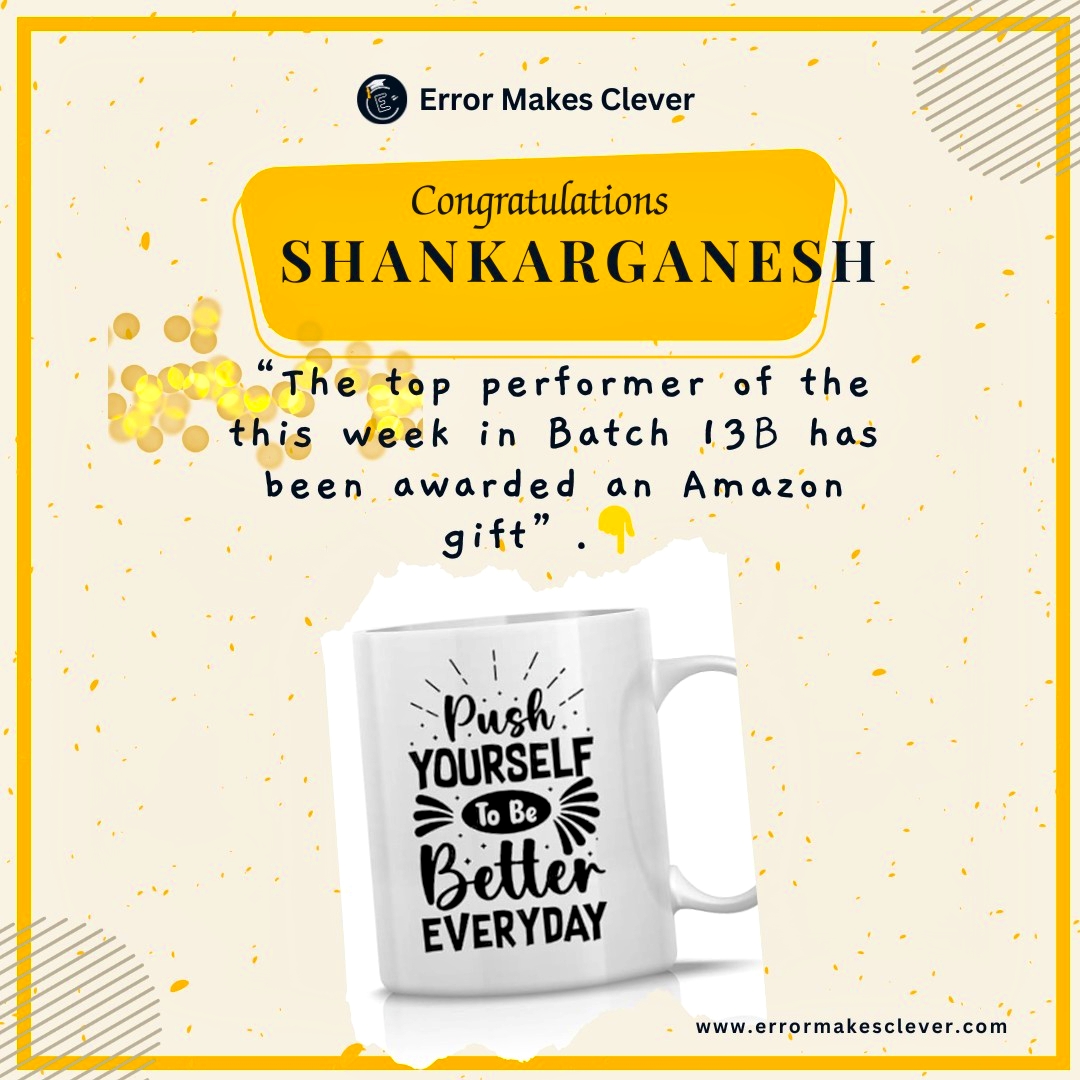 Error Makes Clever
Congratulations
SHANKARGANESH
“The top performer of the
this week in Batch 13B has
been awarded an Amazon
gift” .👇
Push
YOURSELF
To Be
Better
EVERYDAY
www.errormakesclever.com